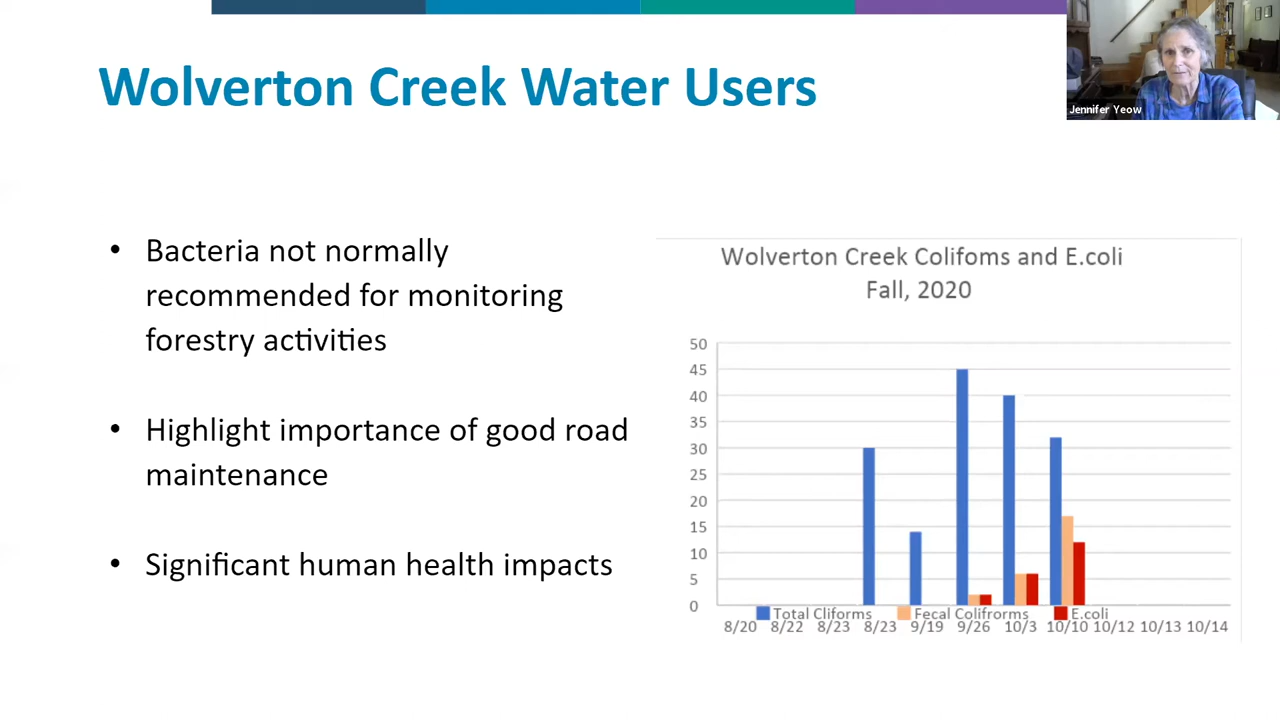 Wolverton Creek Water Users
Jennifer Yeow
• Bacteria not normally
recommended for monitoring
forestry activities
• Highlight importance of good road
maintenance
• Significant human health impacts
Wolverton Creek Colifoms and E.coli
Fall, 2020
50
45
40
35
30
25
20
15
10
5
0
Total Cliforms Fecal Colifrorms E.coli
8/20 8/22 8/23 8/23 9/19 9/26 10/3 10/10 10/12 10/13 10/14